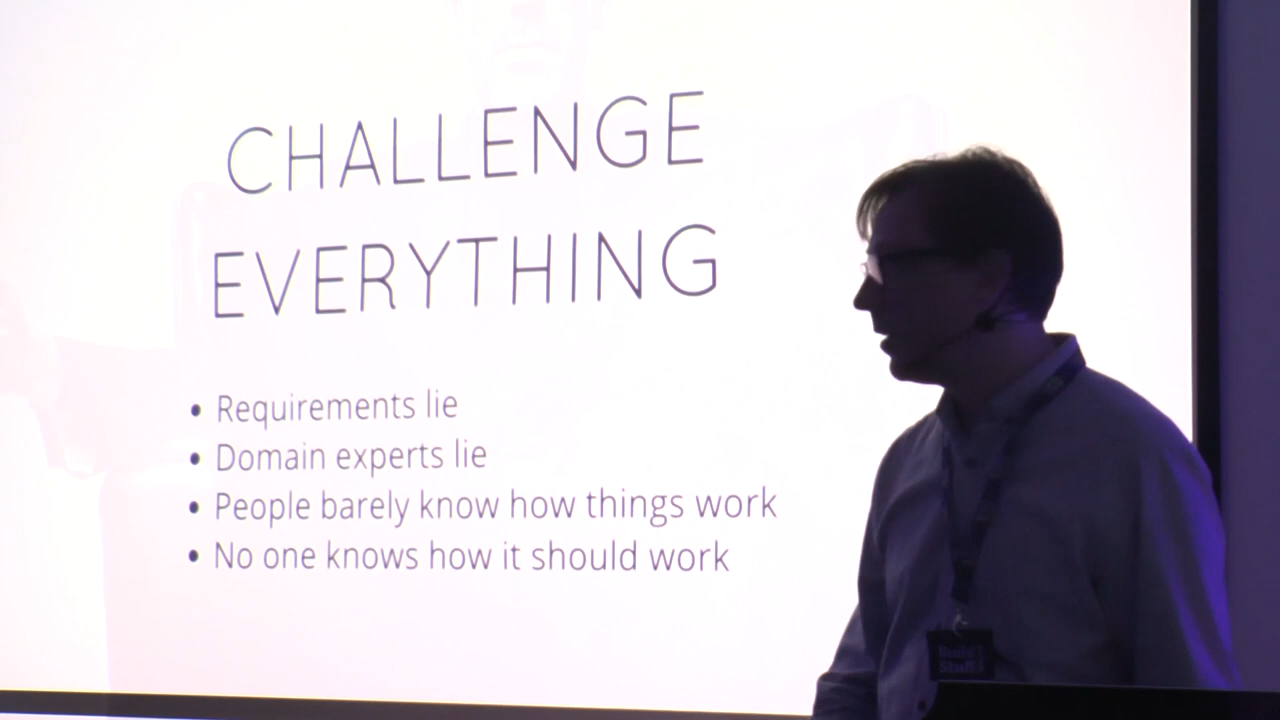 CHALLENGE
EVERYTHING
• Requirements lie
• Domain experts lie
• People barely know how things work
• No one knows how it should work